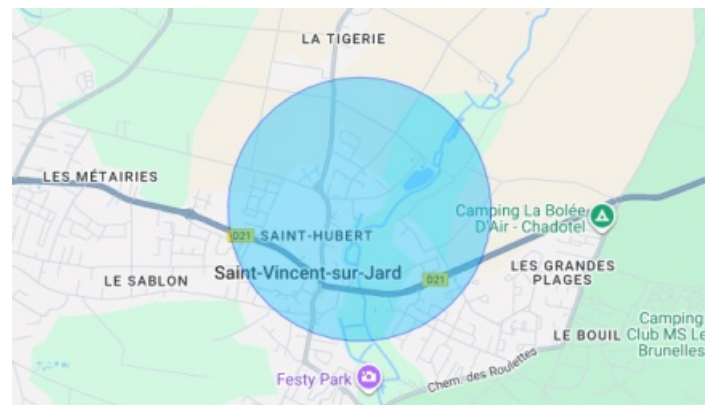 LA TIGERIE
LES MÉTAIRIES
Camping La Bolée
D'Air - Chadotel
D21
SAINT-HUBERT
Saint-Vincent-sur-Jard
LE SABLON
D21
LES GRANDES
PLAGES
Camping
Club MS Le
Brunelles
LE BOUIL
Chem. des Roulettes
Festy Park